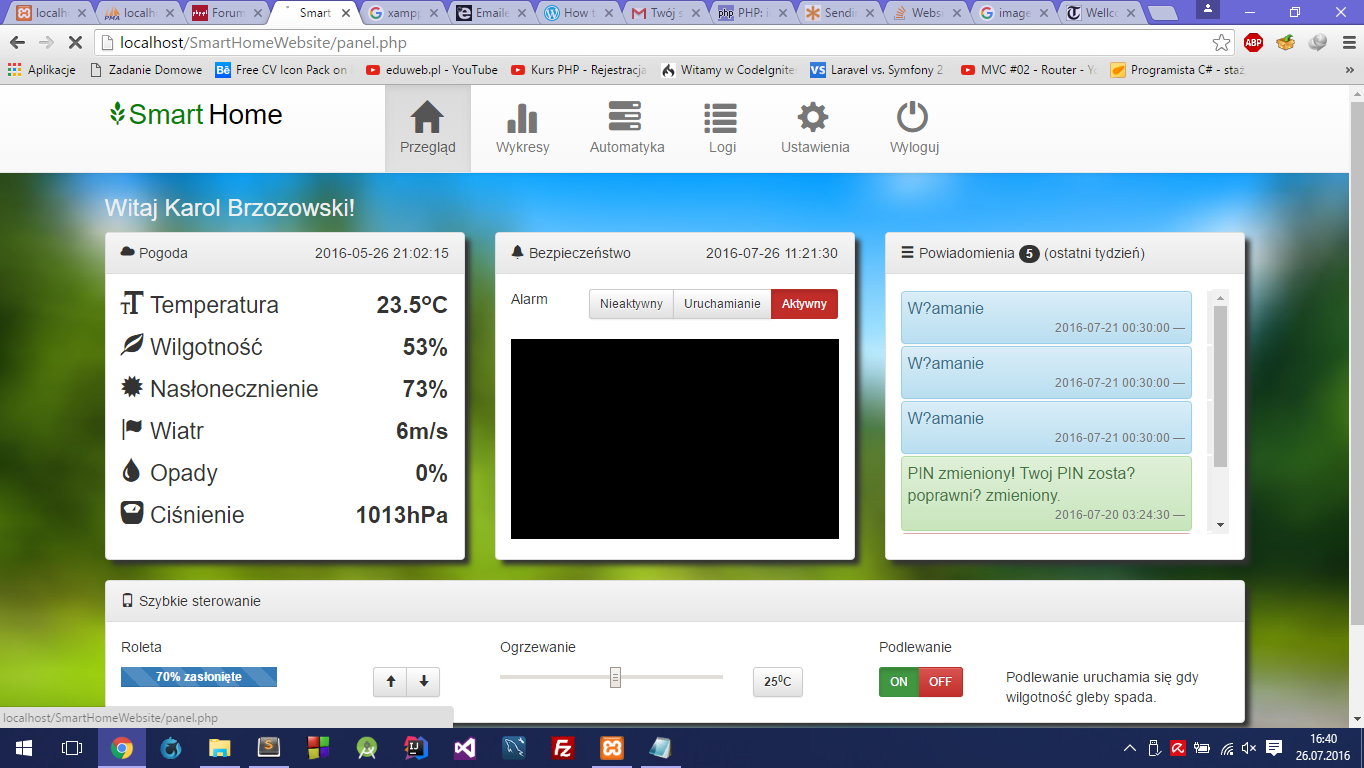 localh
localh
Forum
Smart
xampp
Emaile
How t
Twój s
PHP: i
Sendi
Webs
image
Wellc
localhost/SmartHomeWebsite/panel.php
Aplikacje
Zadanie Domowe
Free CV Icon Pack on
eduweb.pl - YouTube
Kurs PHP - Rejestracja
Witamy w CodeIgnite
Laravel vs. Symfony 2
MVC #02 - Router - Yo
Programista C# - staż
»
Smart Home
Przegląd
Wykresy
Automatyka
Logi
Ustawienia
Wyloguj
Witaj Karol Brzozowski!
Pogoda 2016-05-26 21:02:15
Temperatura 23.5°C
Wilgotność 53%
Nasłonecznienie 73%
Wiatr 6m/s
Opady 0%
Ciśnienie 1013hPa
Bezpieczeństwo 2016-07-26 11:21:30
Alarm Nieaktywny Uruchamianie Aktywny
Powiadomienia 5 (ostatni tydzień)
W?amanie
2016-07-21 00:30:00 —
W?amanie
2016-07-21 00:30:00 —
W?amanie
2016-07-21 00:30:00 —
PIN zmieniony! Twoj PIN zosta?
poprawni? zmieniony.
2016-07-20 03:24:30 —
Szybkie sterowanie
Roleta
70% zasłonięte
Ogrzewanie
25⁰C
Podlewanie
ON OFF
Podlewanie uruchamia się gdy
wilgotność gleby spada.
localhost/SmartHomeWebsite/panel.php
16:40
26.07.2016